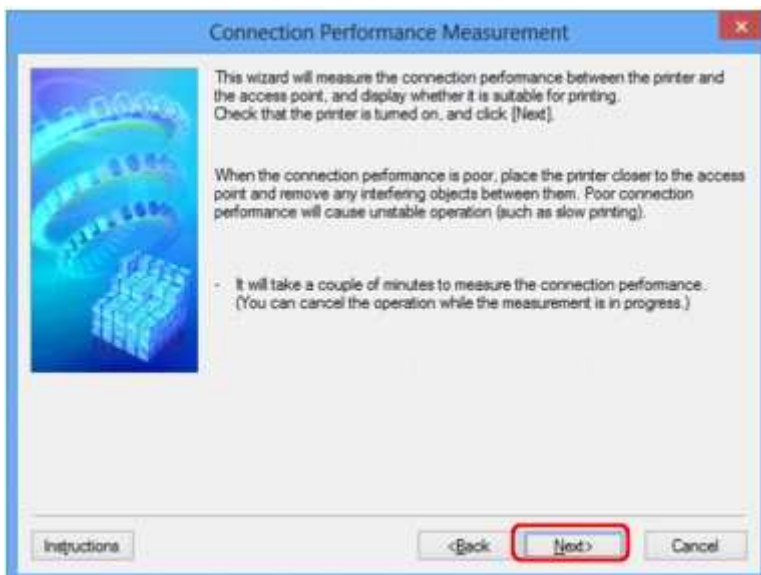 Connection Performance Measurement
This wizard will measure the connection performance between the printer and
the access point, and display whether it is suitable for printing.
Check that the printer is turned on, and click [Next].
When the connection performance is poor, place the printer closer to the access
point and remove any interfering objects between them. Poor connection
performance will cause unstable operation (such as slow printing).
- It will take a couple of minutes to measure the connection performance.
(You can cancel the operation while the measurement is in progress.)
Instructions <Back Next> Cancel